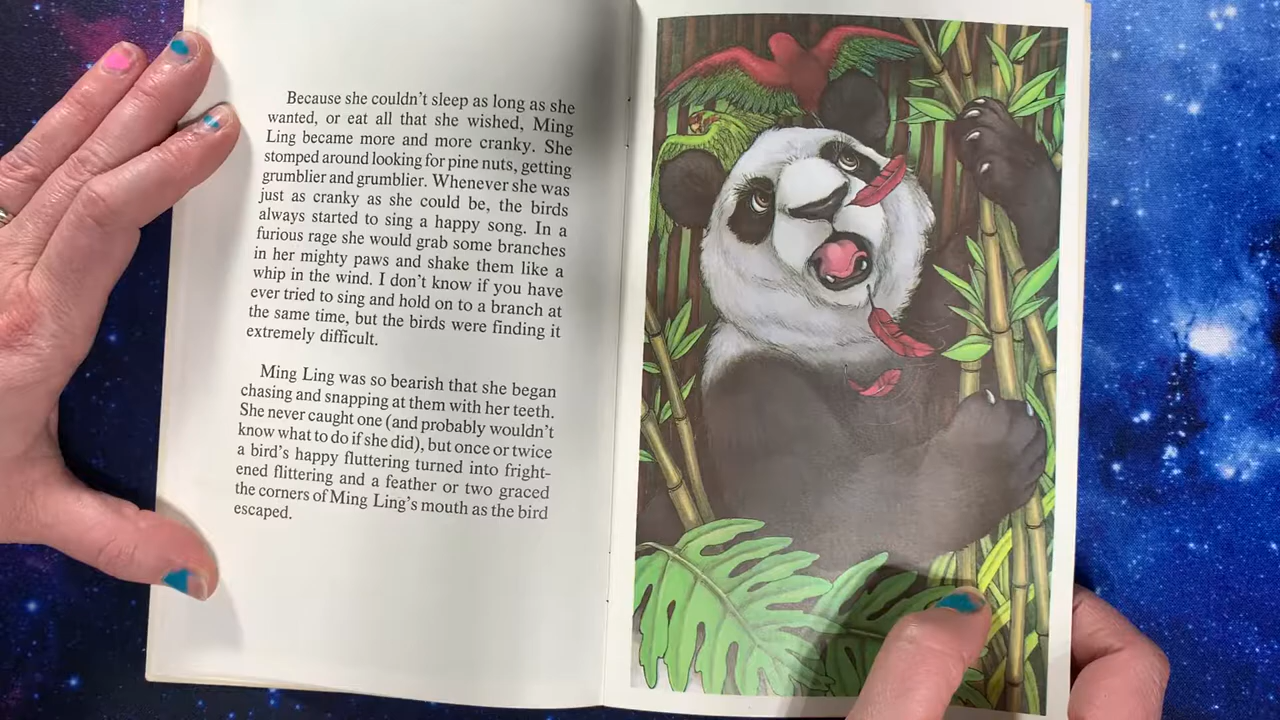 Because she couldn't sleep as long as she
wanted, or eat all that she wished, Ming
Ling became more and more cranky. She
stomped around looking for pine nuts, getting
grumblier and grumblier. Whenever she was
just as cranky as she could be, the birds
always started to sing a happy song. In a
furious rage she would grab some branches
in her mighty paws and shake them like a
whip in the wind. I don't know if you have
ever tried to sing and hold on to a branch at
the same time, but the birds were finding it
extremely difficult.
Ming Ling was so bearish that she began
chasing and snapping at them with her teeth.
She never caught one (and probably wouldn't
know what to do if she did), but once or twice
a bird's happy fluttering turned into fright-
ened flittering and a feather or two graced
the corners of Ming Ling's mouth as the bird
escaped.